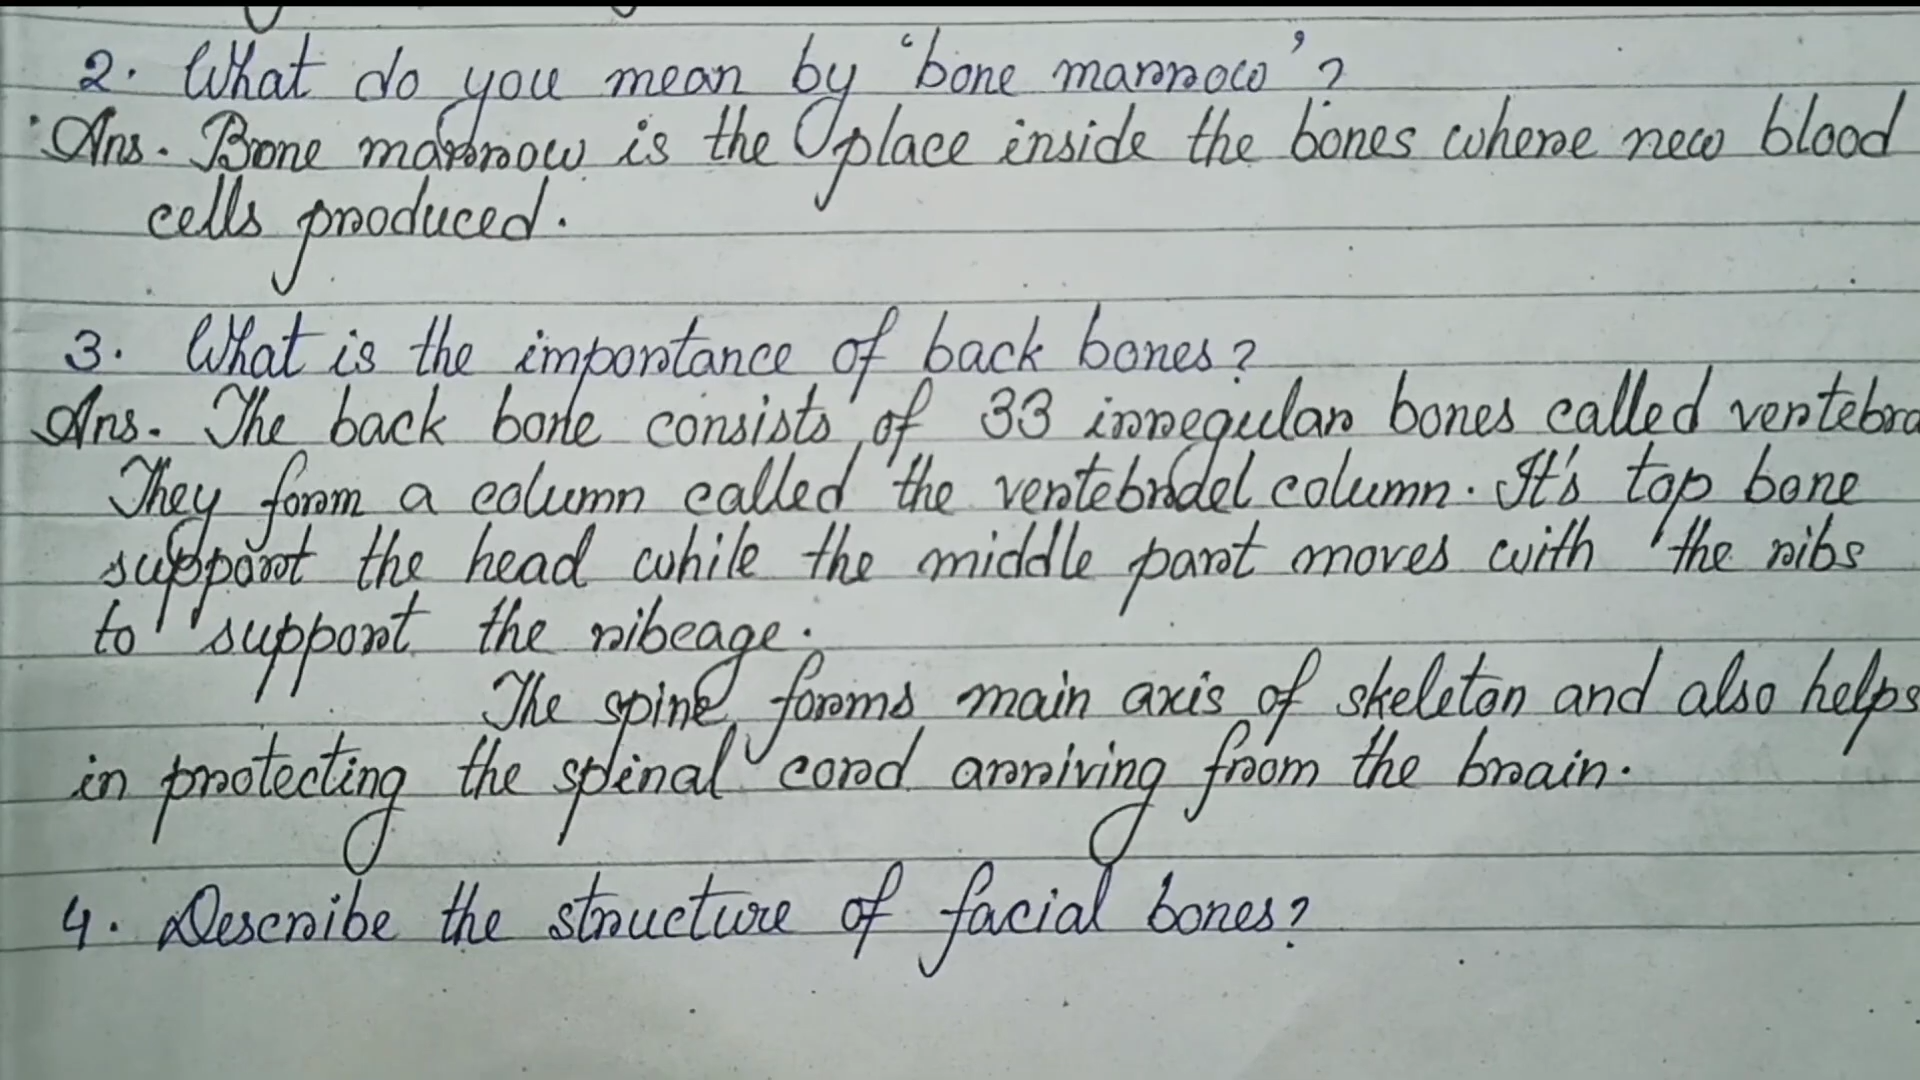 2. What do you mean by 'bone marrow'?
Ans. Bone marrow is the place inside the bones where new blood
cells produced.
3. What is the importance of back bones?
Ans. The back bone consists of 33 irregular bones called vertebra
They form a column called the vertebrdel column. It's top bone
support the head while the middle part moves with the ribs
to support the ribcage.
The spine forms main axis of skeleton and also helps
in protecting the spinal cord arriving from the brain.
4. Describe the structure of facial bones?